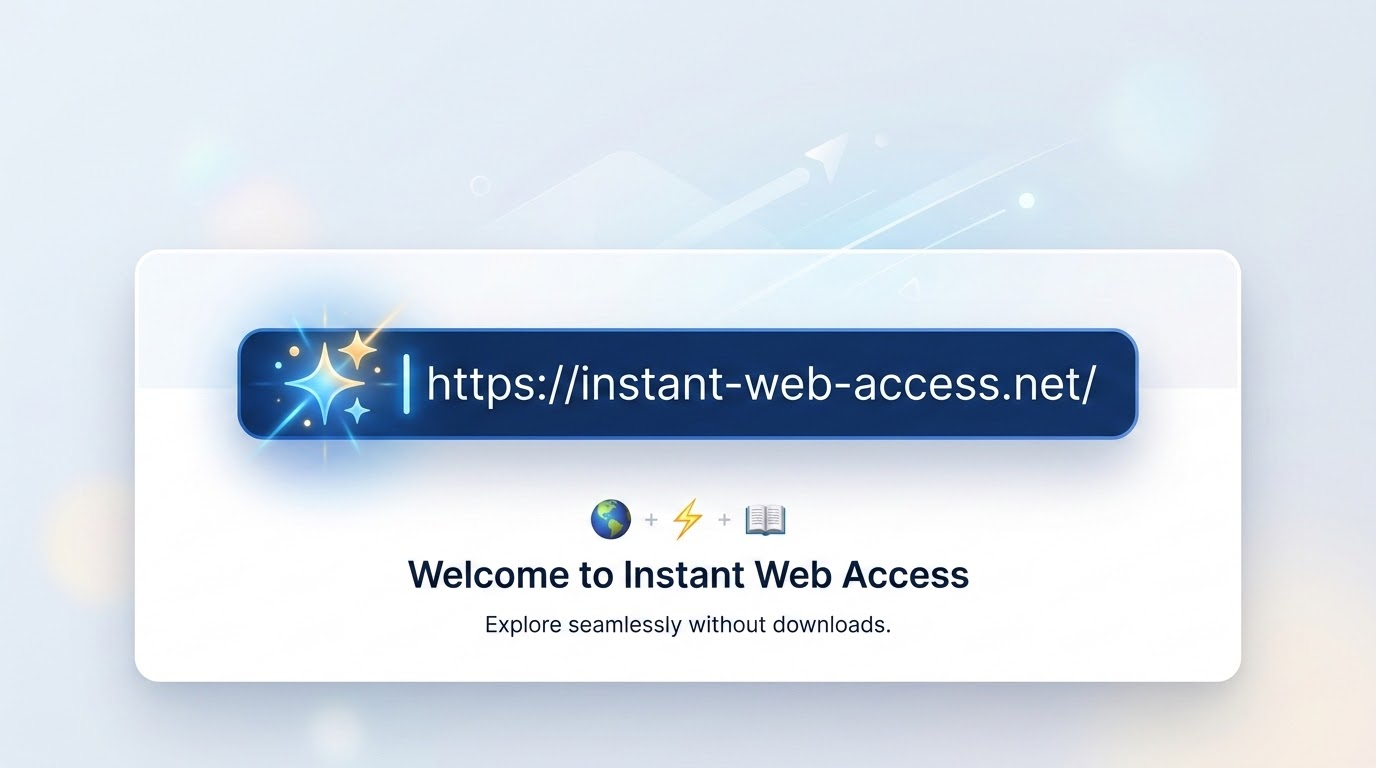 https://instant-web-access.net/
🌎 + ⚡ + 📖
Welcome to Instant Web Access
Explore seamlessly without downloads.